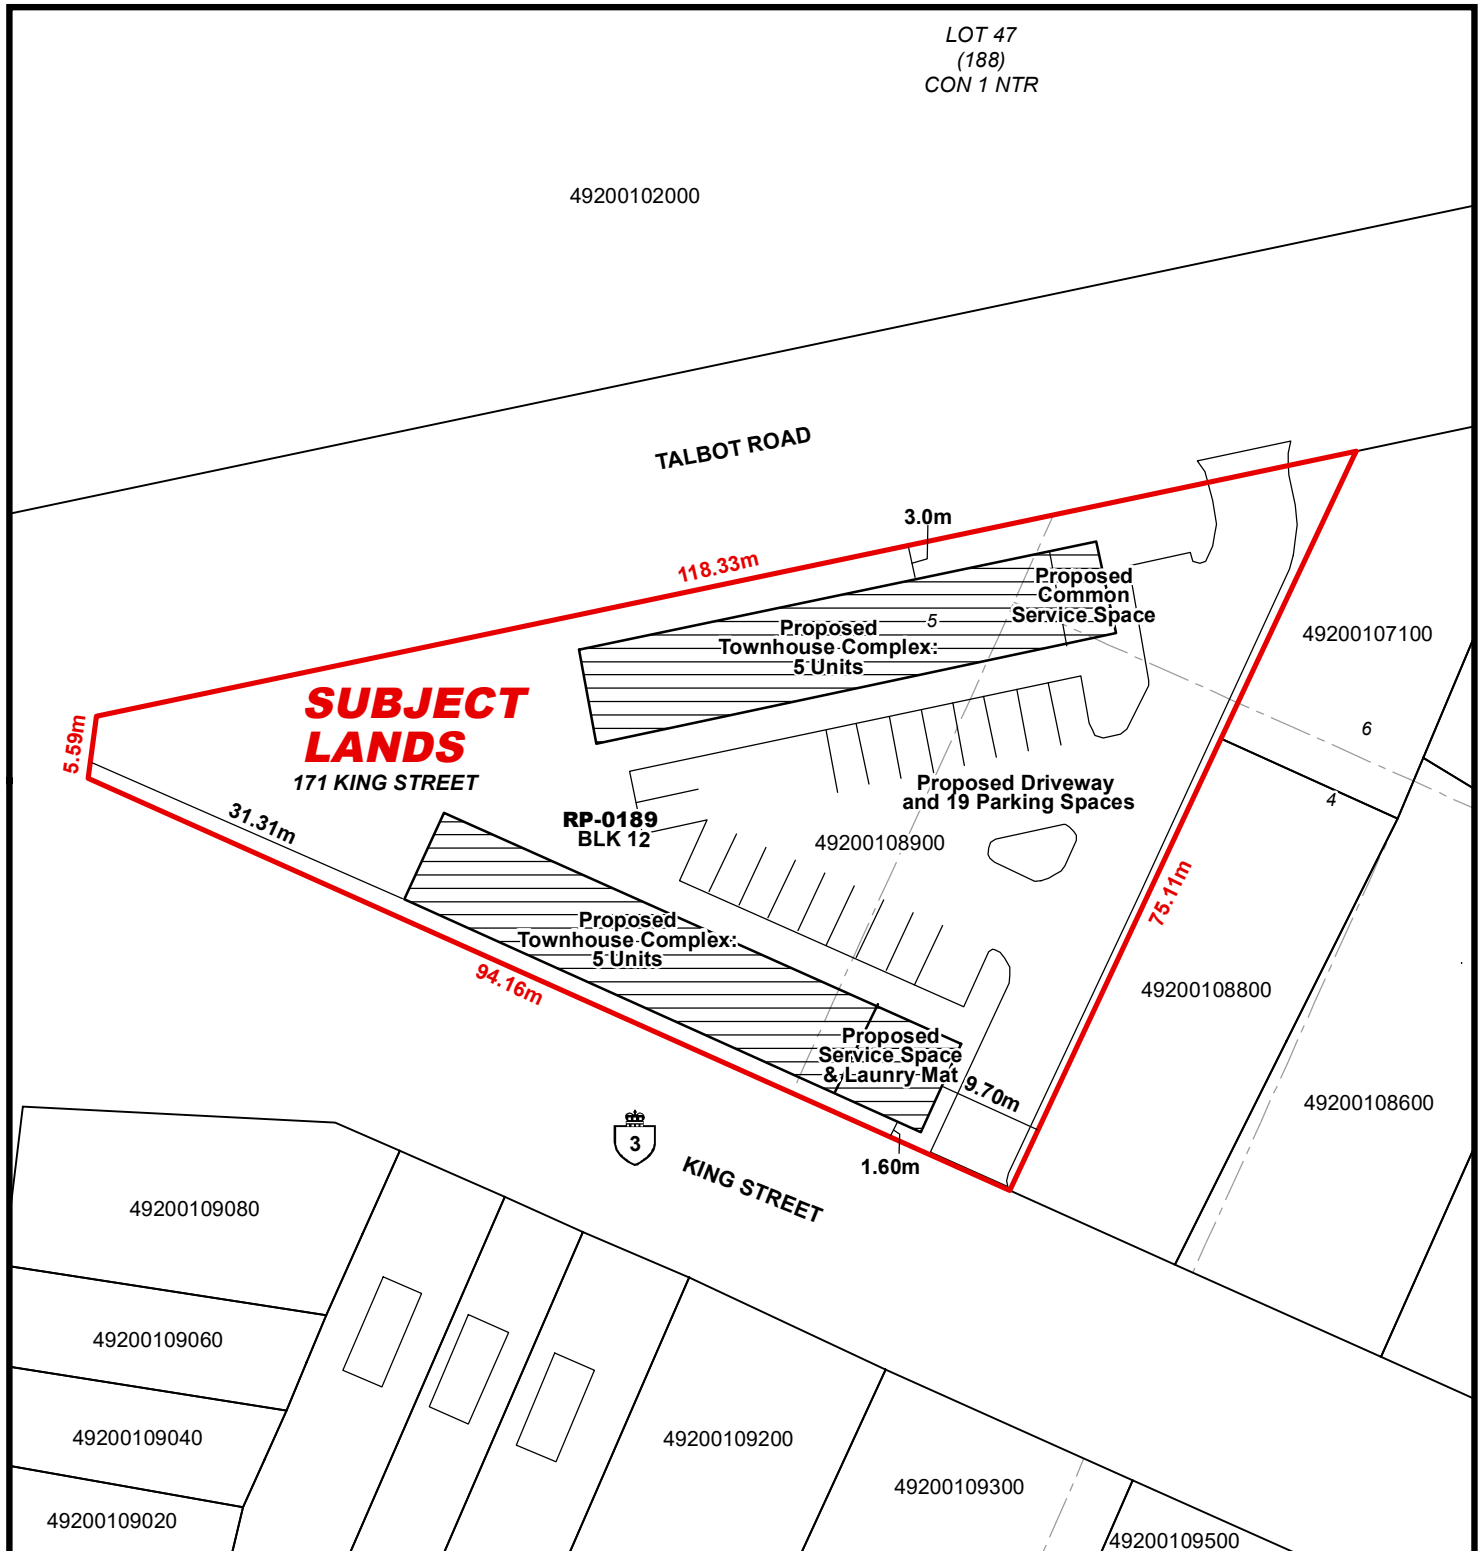 LOT 47
(188)
CON 1 NTR
49200102000
TALBOT ROAD
3.0m
118.33m
Proposed
Common
Service Space
5
Proposed
Townhouse Complex:
5 Units
49200107100
SUBJECT
LANDS
171 KING STREET
5.59m
6
4
31.31m
RP-0189
BLK 12
Proposed Driveway
and 19 Parking Spaces
49200108900
75.11m
Proposed
Townhouse Complex:
5 Units
94.16m
49200108800
Proposed
Service Space
& Launry Mat
9.70m
49200108600
3
1.60m
KING STREET
49200109080
49200109060
49200109040
49200109200
49200109300
49200109020
49200109500